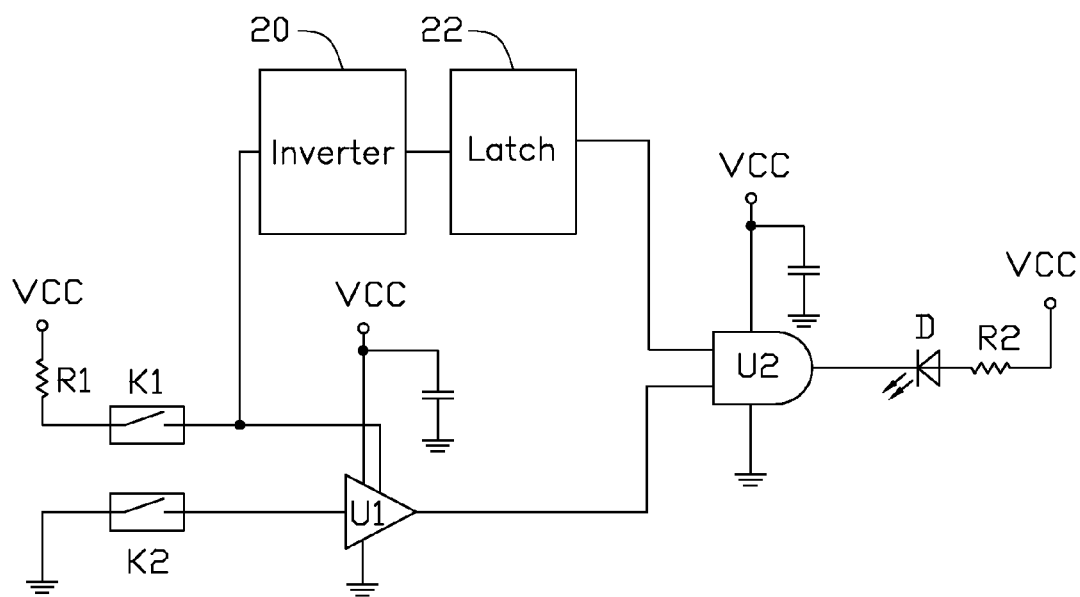 20
22
Inverter
Latch
VCC
VCC
VCC
VCC
R1
K1
U2
D
R2
U1
K2